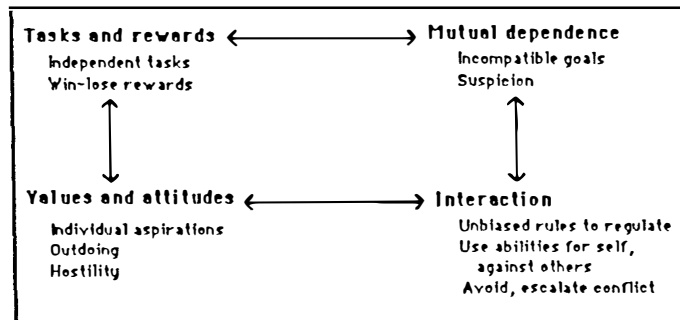 Tasks and rewards
Independent tasks
Win-lose rewards
Mutual dependence
Incompatible goals
Suspicion
Values and attitudes
Individual aspirations
Outdoing
Hostility
Interaction
Unbiased rules to regulate
Use abilities for self,
against others
Avoid, escalate conflict